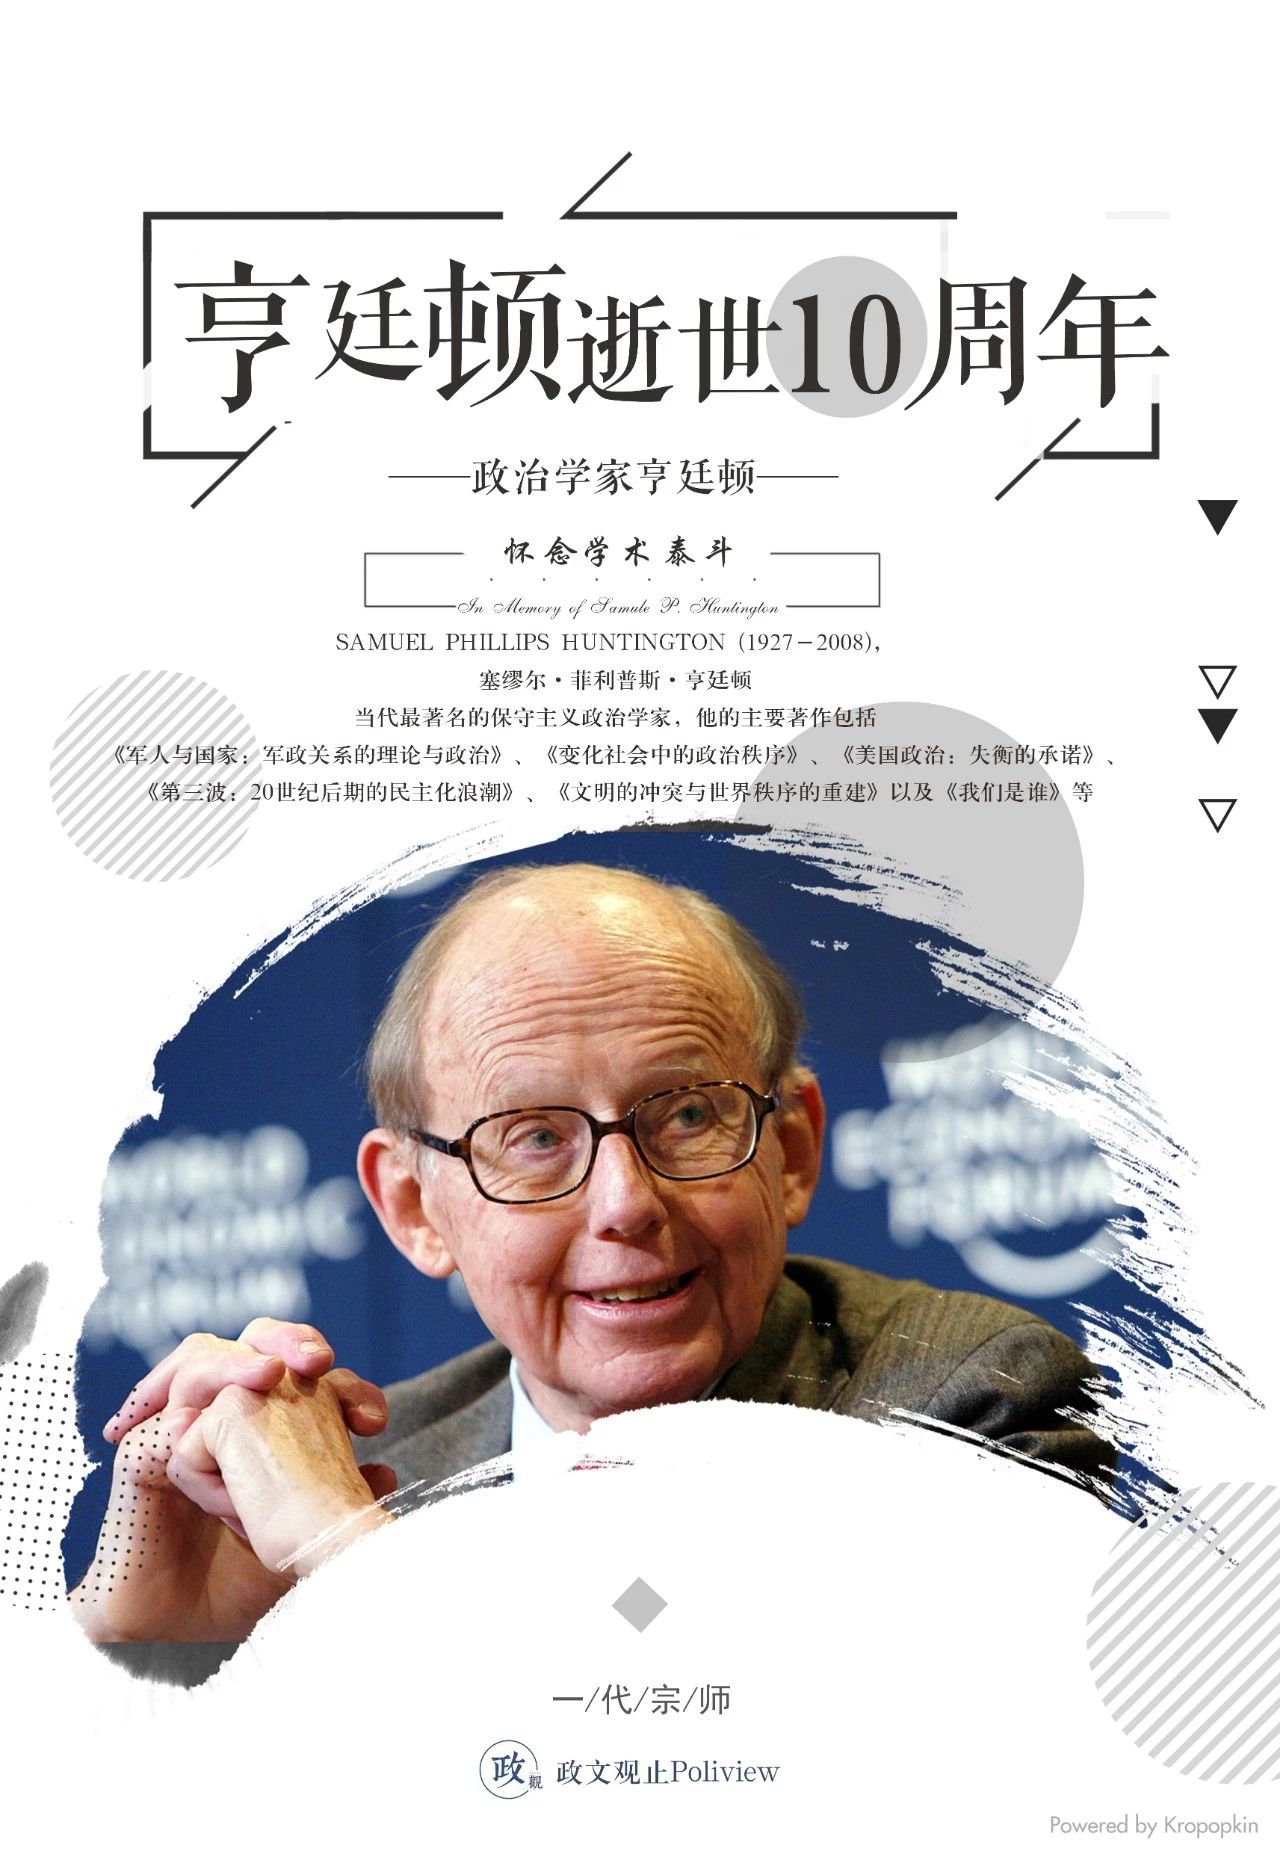 亨廷顿逝世10周年
政治学家亨廷顿
怀念学术泰斗
In Memory of Samule P. Huntington
SAMUEL PHILLIPS HUNTINGTON (1927-2008),
塞缪尔·菲利普斯·亨廷顿
当代最著名的保守主义政治学家，他的主要著作包括
《军人与国家：军政关系的理论与政治》、《变化社会中的政治秩序》、《美国政治：失衡的承诺》、
《第三波：20世纪后期的民主化浪潮》、《文明的冲突与世界秩序的重建》以及《我们是谁》等
WORLD
ECONOMIC
FORUM
WORLD
ECONOMIC
FORUM
一/代/宗/师
政觀 政文观止Poliview
Powered by Kropopkin